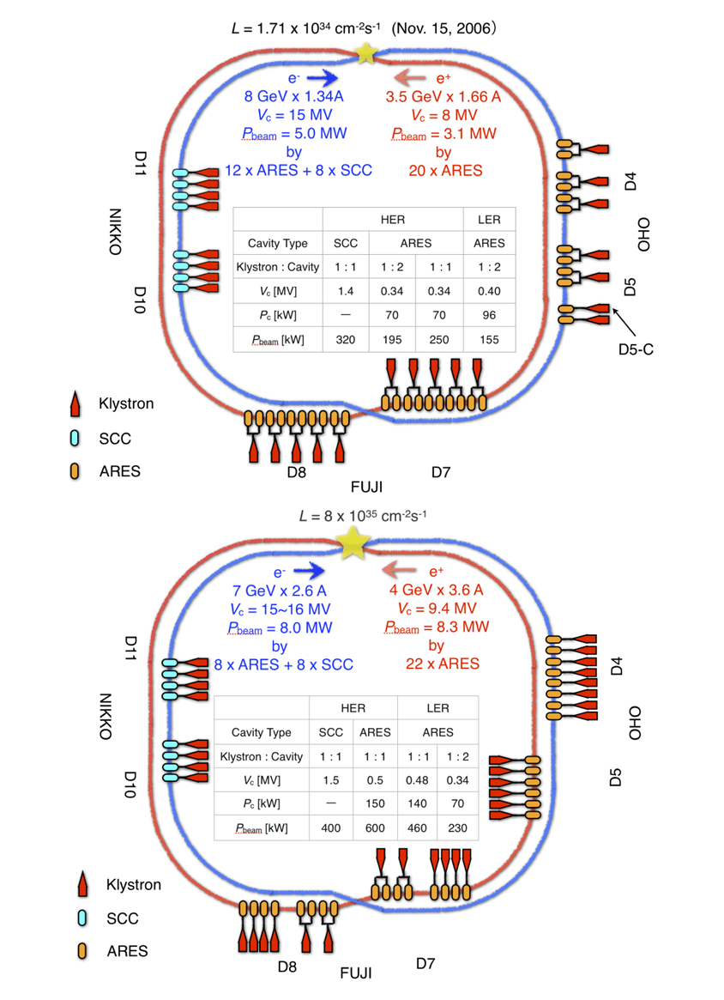 L = 1.71 x 10³⁴ cm⁻²s⁻¹ (Nov. 15, 2006)
e⁻
8 GeV x 1.34A
Vc = 15 MV
Pbeam = 5.0 MW
by
12 x ARES + 8 x SCC
e⁺
3.5 GeV x 1.66 A
Vc = 8 MV
Pbeam = 3.1 MW
by
20 x ARES
D11
NIKKO
D10
D4
OHO
D5
D5-C
HER LER
Cavity Type SCC ARES ARES
Klystron : Cavity 1 : 1 1 : 2 1 : 1 1 : 2
Vc [MV] 1.4 0.34 0.34 0.40
Pc [kW] — 70 70 96
Pbeam [kW] 320 195 250 155
Klystron
SCC
ARES
D8
D7
FUJI
L = 8 x 10³⁵ cm⁻²s⁻¹
e⁻
7 GeV x 2.6 A
Vc = 15~16 MV
Pbeam = 8.0 MW
by
8 x ARES + 8 x SCC
e⁺
4 GeV x 3.6 A
Vc = 9.4 MV
Pbeam = 8.3 MW
by
22 x ARES
D11
NIKKO
D10
D4
OHO
D5
HER LER
Cavity Type SCC ARES ARES
Klystron : Cavity 1 : 1 1 : 1 1 : 1 1 : 2
Vc [MV] 1.5 0.5 0.48 0.34
Pc [kW] — 150 140 70
Pbeam [kW] 400 600 460 230
Klystron
SCC
ARES
D8
D7
FUJI